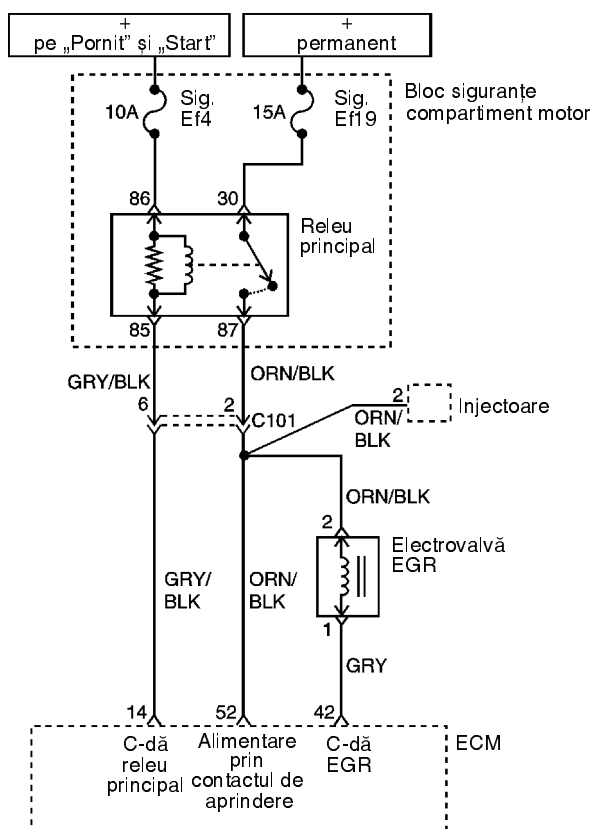 +
pe „Pornit” și „Start”
+
permanent
10A
Sig.
Ef4
15A
Sig.
Ef19
Bloc siguranțe
compartiment motor
86
30
Releu
principal
85
87
GRY/BLK
ORN/BLK
6
2
C101
2
ORN/
BLK
Injectoare
ORN/BLK
2
Electrovalvă
EGR
GRY/
BLK
ORN/
BLK
1
GRY
14
52
42
C-dă
releu
principal
Alimentare
prin
contactul de
aprindere
C-dă
EGR
ECM